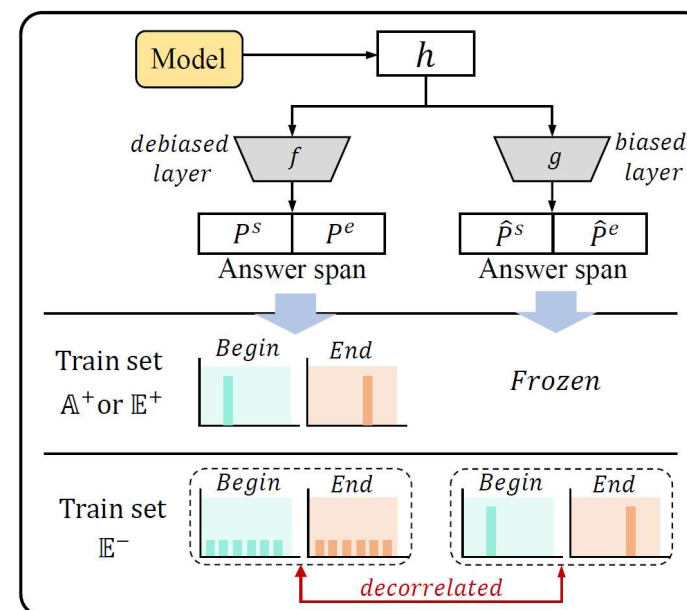 Model
h
debiased
layer
f
g
biased
layer
P^s P^e
P̂^s P̂^e
Answer span
Answer span
Train set
𝔸⁺or 𝔼⁺
Begin
End
Frozen
Train set
𝔼⁻
Begin
End
Begin
End
decorrelated